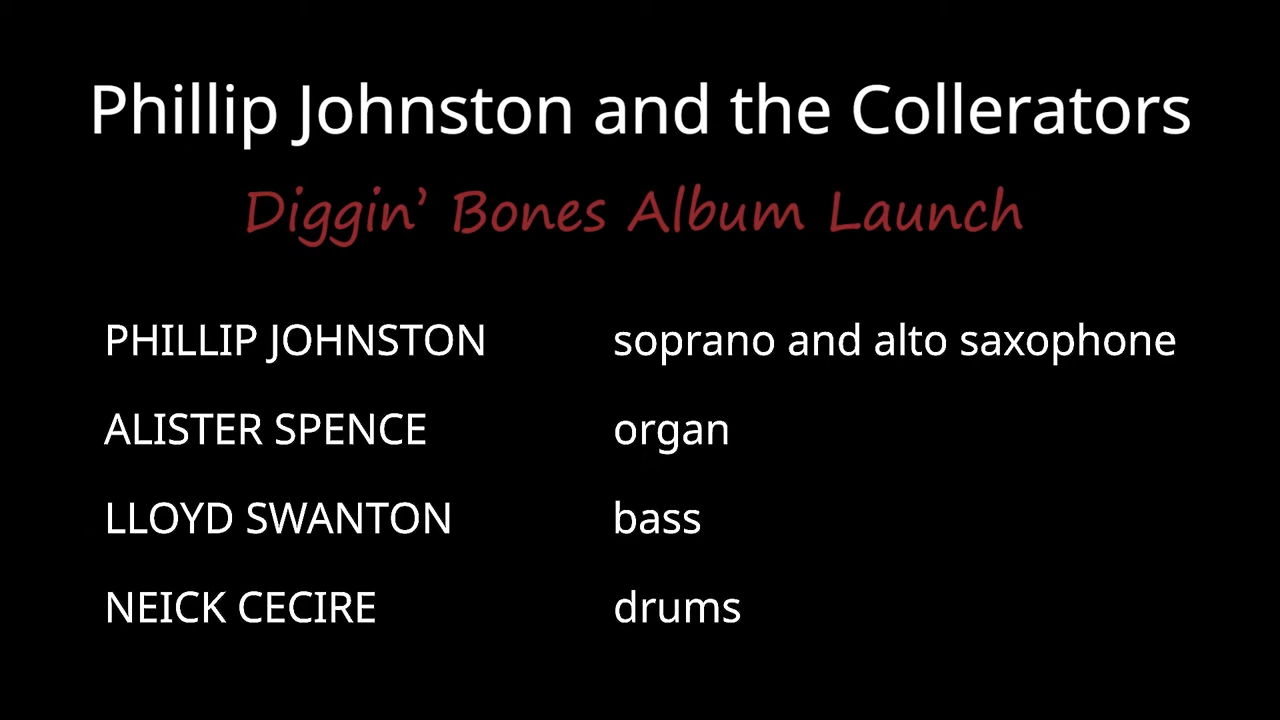 Phillip Johnston and the Collerators
Diggin’ Bones Album Launch
PHILLIP JOHNSTON soprano and alto saxophone
ALISTER SPENCE organ
LLOYD SWANTON bass
NEICK CECIRE drums